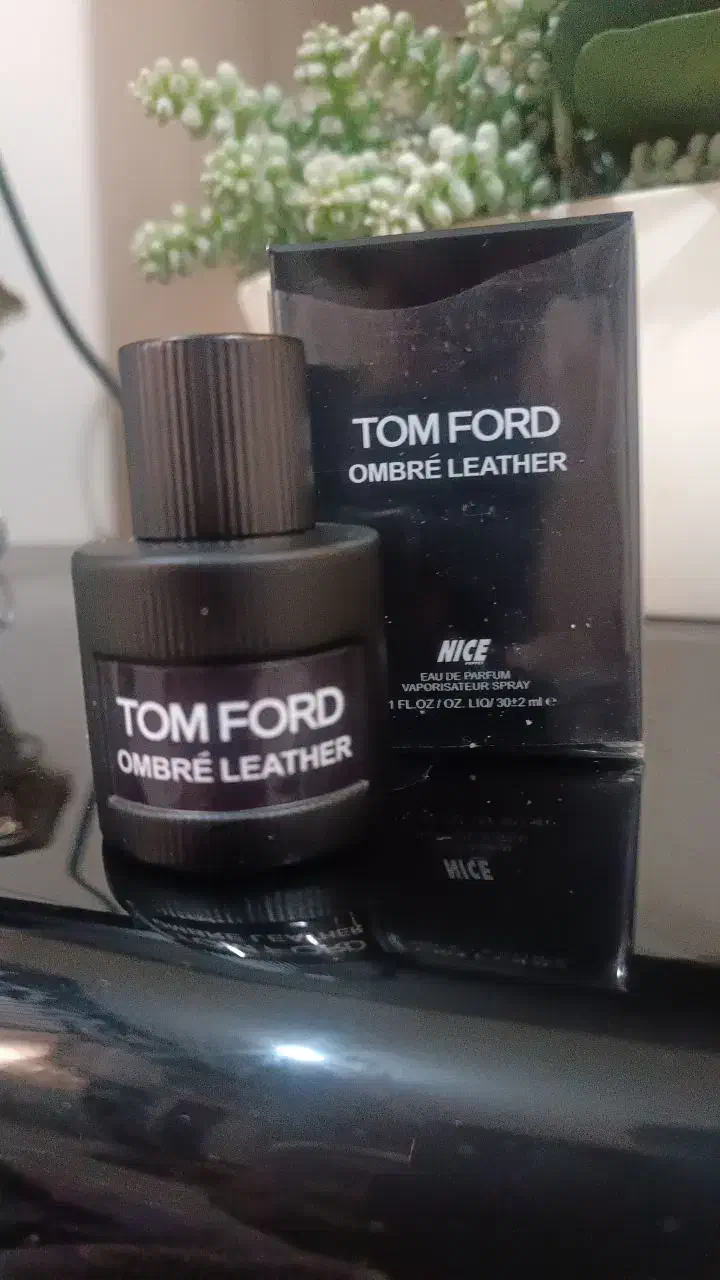 TOM FORD
OMBRÉ LEATHER
NICE
EAU DE PARFUM
VAPORISATEUR SPRAY
1 FL.OZ / OZ. LIQ/ 30±2 ml e
TOM FORD
OMBRÉ LEATHER
NICE